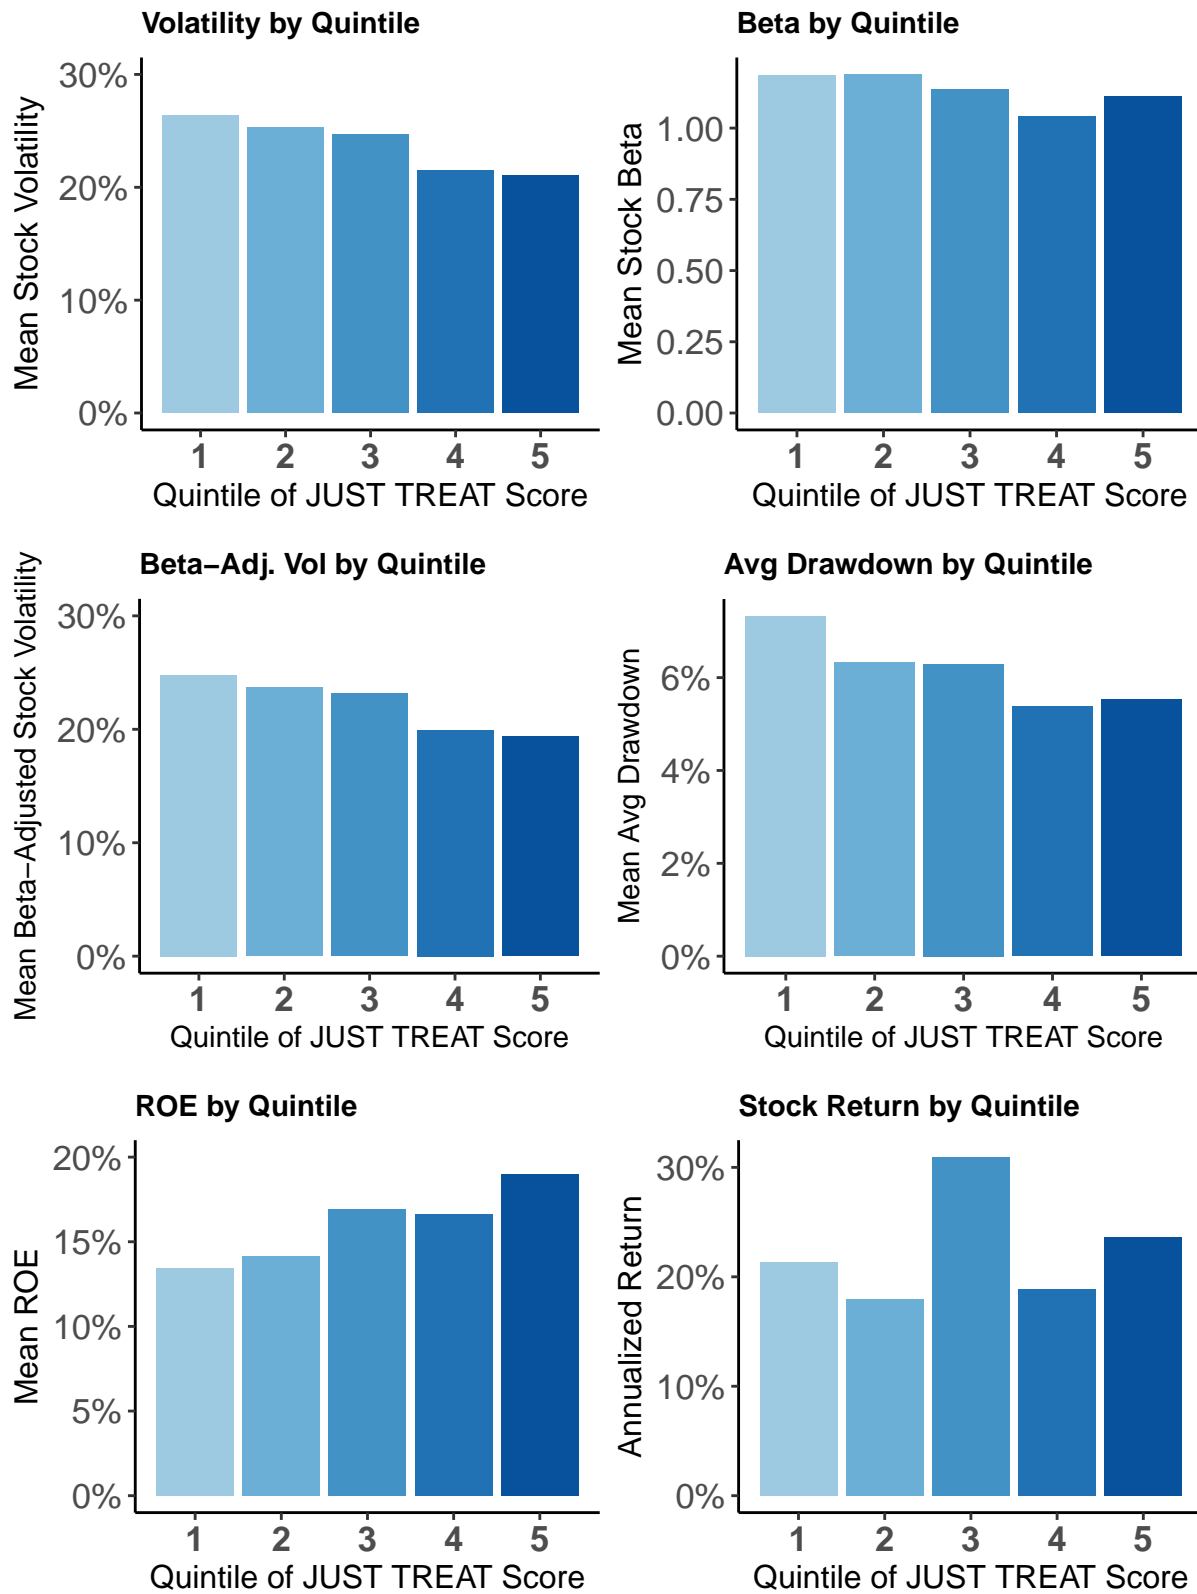 Volatility by Quintile
Mean Stock Volatility
30%
20%
10%
0%
1 2 3 4 5
Quintile of JUST TREAT Score
Beta by Quintile
Mean Stock Beta
1.00
0.75
0.50
0.25
0.00
1 2 3 4 5
Quintile of JUST TREAT Score
Beta−Adj. Vol by Quintile
Mean Beta−Adjusted Stock Volatility
30%
20%
10%
0%
1 2 3 4 5
Quintile of JUST TREAT Score
Avg Drawdown by Quintile
Mean Avg Drawdown
6%
4%
2%
0%
1 2 3 4 5
Quintile of JUST TREAT Score
ROE by Quintile
Mean ROE
20%
15%
10%
5%
0%
1 2 3 4 5
Quintile of JUST TREAT Score
Stock Return by Quintile
Annualized Return
30%
20%
10%
0%
1 2 3 4 5
Quintile of JUST TREAT Score